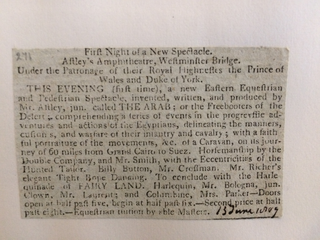 First Night of a New Spectacle.
Astley's Amphitheatre, Westminster Bridge.
Under the Patronage of their Royal Highnesses the Prince of
Wales and Duke of York.
THIS EVENING (first time), a new Eastern Equestrian
and Pedestrian Spectacle, invented, written, and produced by
Mr. Astley, jun. called THE ARAB; or the Freebooters of the
Desert; comprehending a series of events in the progressive ad-
ventures and actions of the Egyptians, delineating the manners,
customs, and warfare of their infantry and cavalry; with a faith-
ful portraiture of the movements, &c. of a Caravan, on its jour-
ney of 60 miles from Grand Cairo to Suez. Horsemanship by the
Double Company, and Mr. Smith, with the Eccentricities of the
Hunted Tailor. Billy Button, Mr. Crossman. Mr. Richer's
elegant Tight Rope Dancing. To conclude with the Harle-
quinade of FAIRY LAND. Harlequin, Mr. Bologna, jun.
Clown, Mr. Laurent; and Columbine, Mrs. Parker—Doors
open at half past five, begin at half past six.—Second price at half
past eight.—Equestrian tuition by able Masters. 13 June